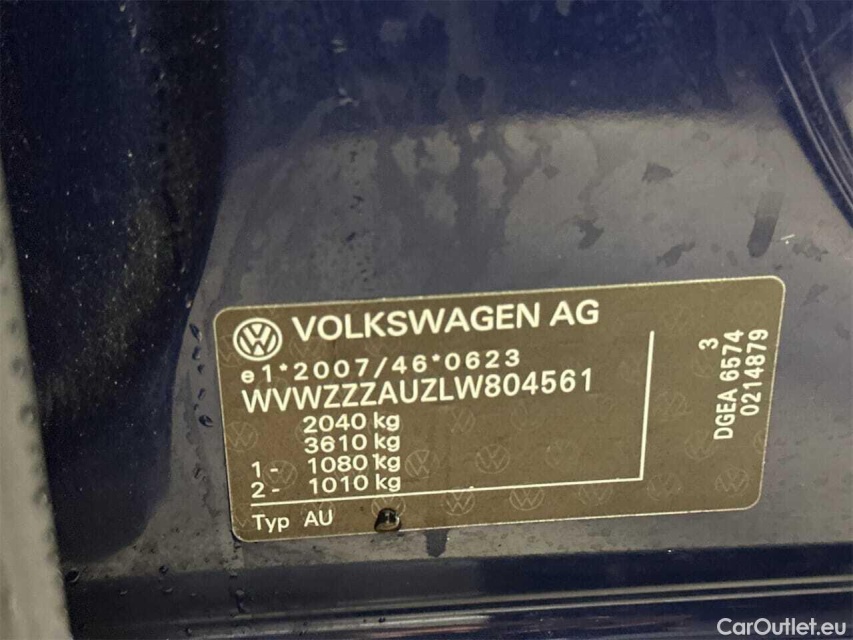 VOLKSWAGEN AG
e1*2007/46*0623
WVWZZZAUZLW804561
2040 kg
3610 kg
1- 1080 kg
2- 1010 kg
Typ AU
3
DGEA 6574
0214879
CarOutlet.eu